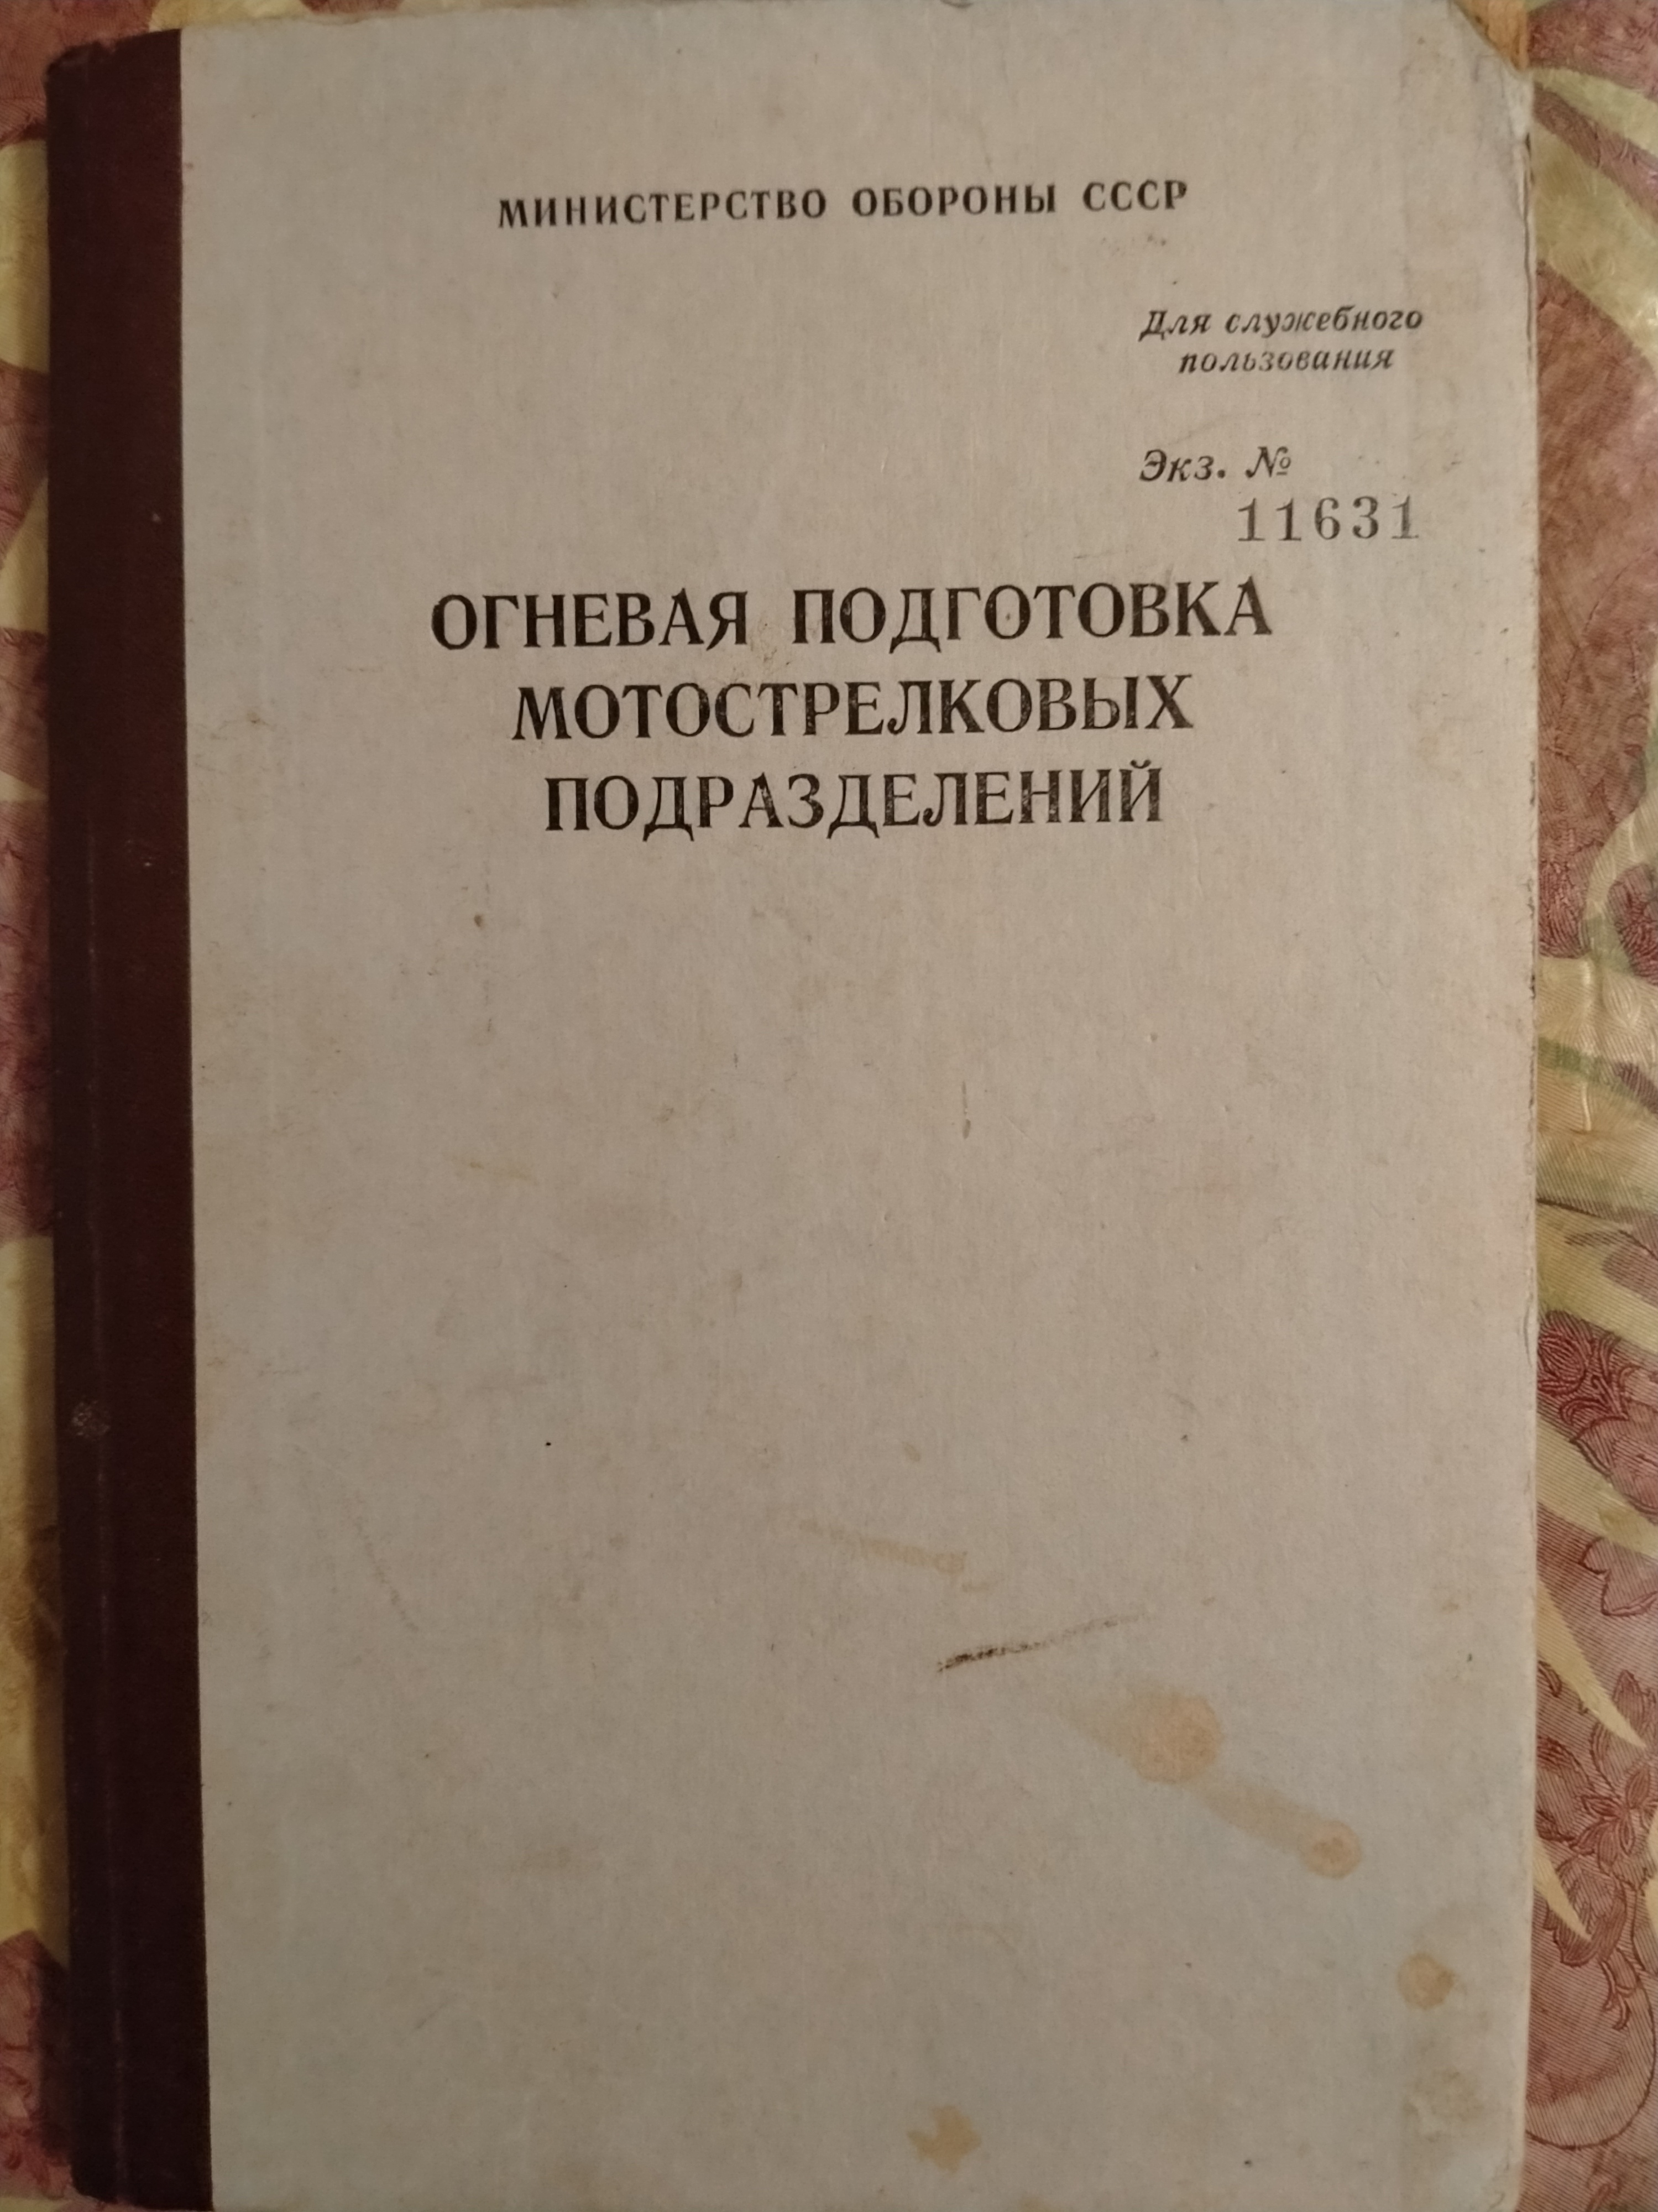 МИНИСТЕРСТВО ОБОРОНЫ СССР
Для служебного
пользования
Экз. №
11631
ОГНЕВАЯ ПОДГОТОВКА
МОТОСТРЕЛКОВЫХ
ПОДРАЗДЕЛЕНИЙ